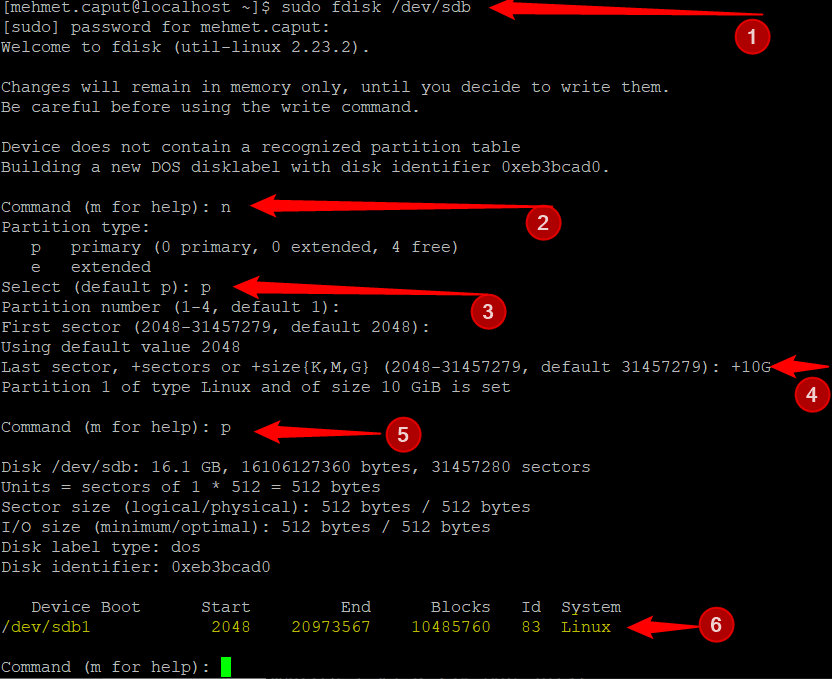 [mehmet.caput@localhost ~]$ sudo fdisk /dev/sdb
1
[sudo] password for mehmet.caput:
Welcome to fdisk (util-linux 2.23.2).
Changes will remain in memory only, until you decide to write them.
Be careful before using the write command.
Device does not contain a recognized partition table
Building a new DOS disklabel with disk identifier 0xeb3bcad0.
Command (m for help): n
2
Partition type:
   p   primary (0 primary, 0 extended, 4 free)
   e   extended
Select (default p): p
3
Partition number (1-4, default 1):
First sector (2048-31457279, default 2048):
Using default value 2048
Last sector, +sectors or +size{K,M,G} (2048-31457279, default 31457279): +10G
4
Partition 1 of type Linux and of size 10 GiB is set
Command (m for help): p
5
Disk /dev/sdb: 16.1 GB, 16106127360 bytes, 31457280 sectors
Units = sectors of 1 * 512 = 512 bytes
Sector size (logical/physical): 512 bytes / 512 bytes
I/O size (minimum/optimal): 512 bytes / 512 bytes
Disk label type: dos
Disk identifier: 0xeb3bcad0
   Device Boot      Start         End      Blocks   Id  System
/dev/sdb1            2048    20973567    10485760   83  Linux
6
Command (m for help):